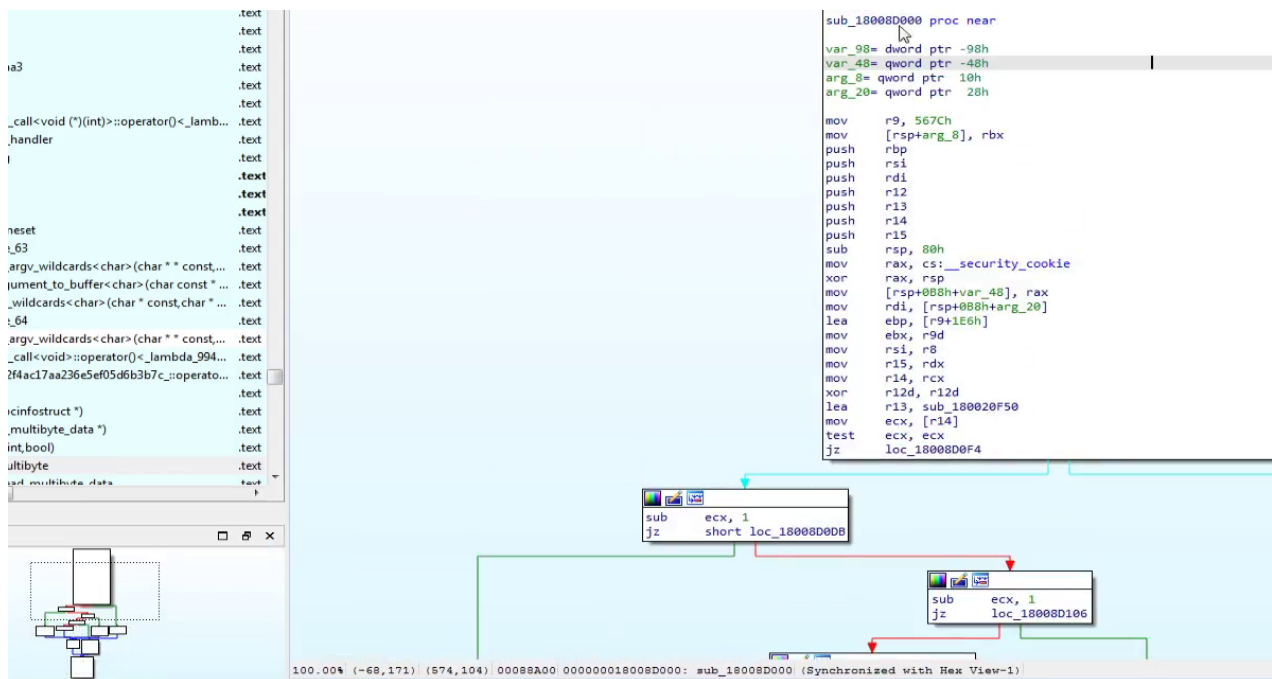 .text
.text
.text
aa3 .text
.text
.text
_call<void (*)(int)>::operator()<_lamb... .text
_handler .text
.text
.text
.text
.text
neset .text
e_63 .text
_argv_wildcards<char>(char * * const,... .text
gument_to_buffer<char>(char const * ... .text
_wildcards<char>(char * const,char * ... .text
e_64 .text
argv_wildcards<char>(char * * const,... .text
_call<void>::operator()<_lambda_994... .text
2f4ac17aa236e5ef05d6b3b7c_::operato... .text
.text
ocinfostruct *) .text
_multibyte_data *) .text
int,bool) .text
ultibyte .text
ead_multibyte_data .text
sub_18008D000 proc near
var_98= dword ptr -98h
var_48= qword ptr -48h
arg_8= qword ptr 10h
arg_20= qword ptr 28h
mov r9, 567Ch
mov [rsp+arg_8], rbx
push rbp
push rsi
push rdi
push r12
push r13
push r14
push r15
sub rsp, 80h
mov rax, cs:__security_cookie
xor rax, rsp
mov [rsp+0B8h+var_48], rax
mov rdi, [rsp+0B8h+arg_20]
lea ebp, [r9+1E6h]
mov ebx, r9d
mov rsi, r8
mov r15, rdx
mov r14, rcx
xor r12d, r12d
lea r13, sub_180020F50
mov ecx, [r14]
test ecx, ecx
jz loc_18008D0F4
sub ecx, 1
jz short loc_18008D0DB
sub ecx, 1
jz loc_18008D106
100.00% (-68,171) (574,104) 00088A00 000000018008D000: sub_18008D000 (Synchronized with Hex View-1)